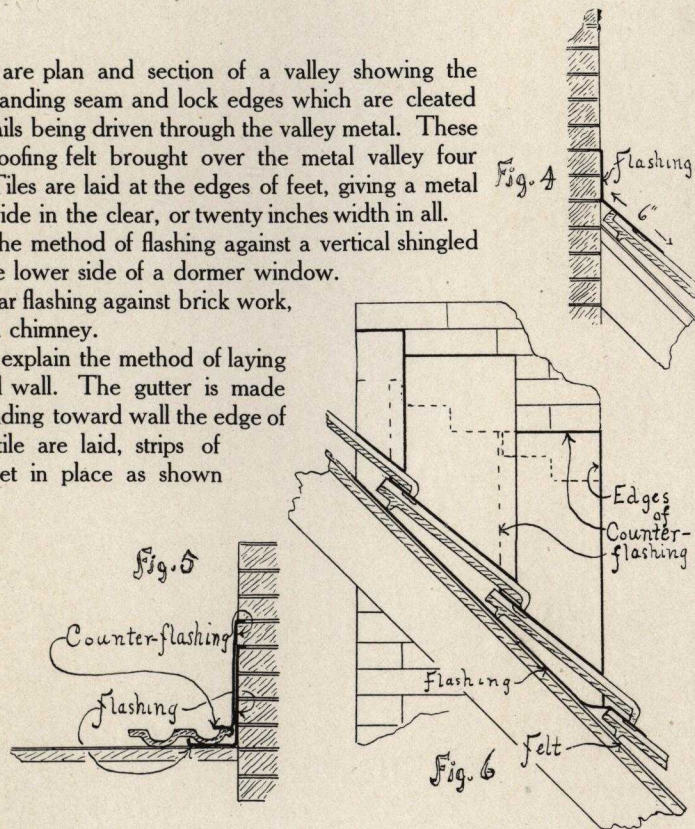 are plan and section of a valley showing the
anding seam and lock edges which are cleated
ails being driven through the valley metal. These
oofing felt brought over the metal valley four
Tiles are laid at the edges of feet, giving a metal
ide in the clear, or twenty inches width in all.
he method of flashing against a vertical shingled
e lower side of a dormer window.
ar flashing against brick work,
chimney.
explain the method of laying
wall. The gutter is made
ding toward wall the edge of
tile are laid, strips of
et in place as shown
Fig. 4
Flashing
6"
Edges
of
Counter-
flashing
Fig. 5
Counter-flashing
Flashing
Flashing
Felt
Fig. 6